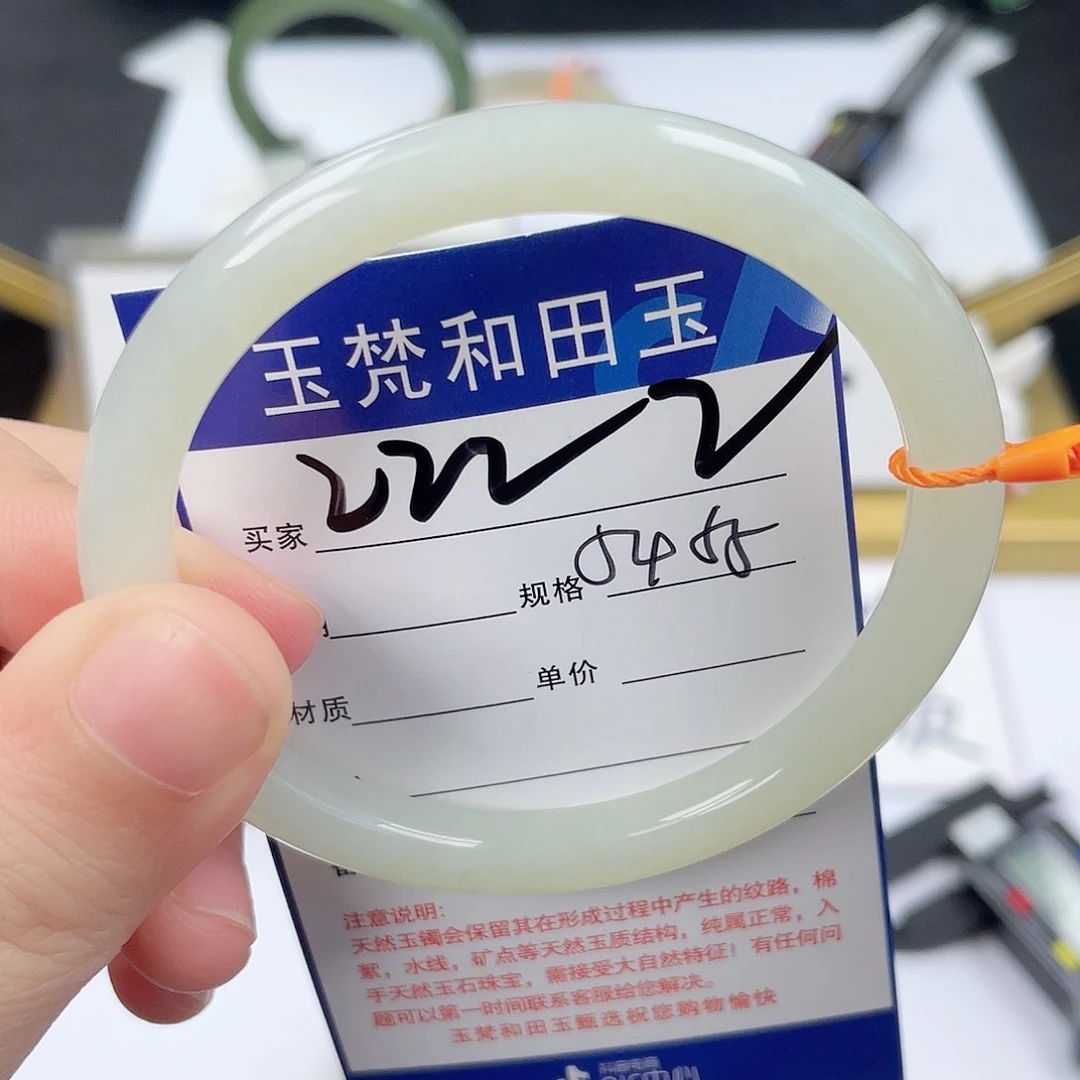 玉梵和田玉
买家
规格
单价
材质
注意说明:
天然玉镯会保留其在形成过程中产生的纹路，棉
絮，水线，矿点等天然玉质结构，纯属正常，入
手天然玉石珠宝，需接受大自然特征！有任何问
题可以第一时间联系客服给您解决。
玉梵和田玉甄选祝您购物愉快